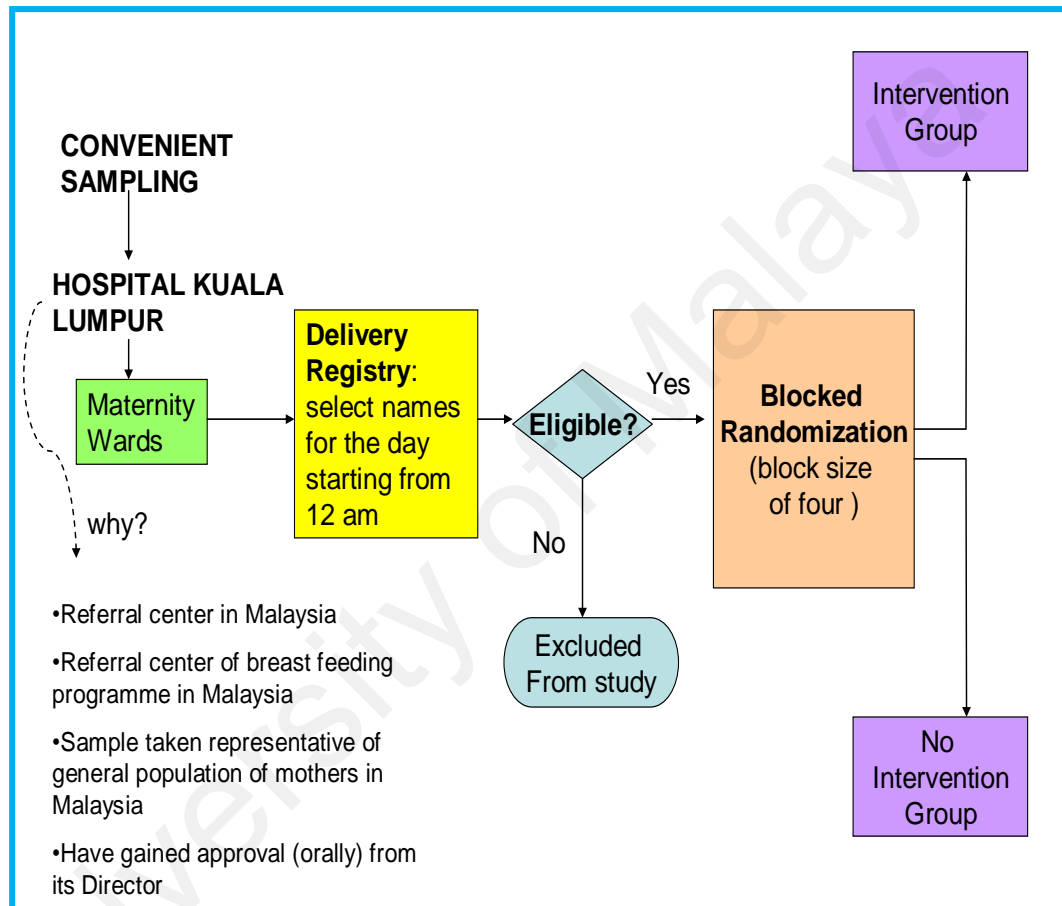 CONVENIENT
SAMPLING
HOSPITAL KUALA
LUMPUR
Maternity
Wards
Delivery
Registry:
select names
for the day
starting from
12 am
Eligible?
Yes
No
Excluded
From study
Blocked
Randomization
(block size
of four )
Intervention
Group
No
Intervention
Group
why?
•Referral center in Malaysia
•Referral center of breast feeding
programme in Malaysia
•Sample taken representative of
general population of mothers in
Malaysia
•Have gained approval (orally) from
its Director
University of Malaya